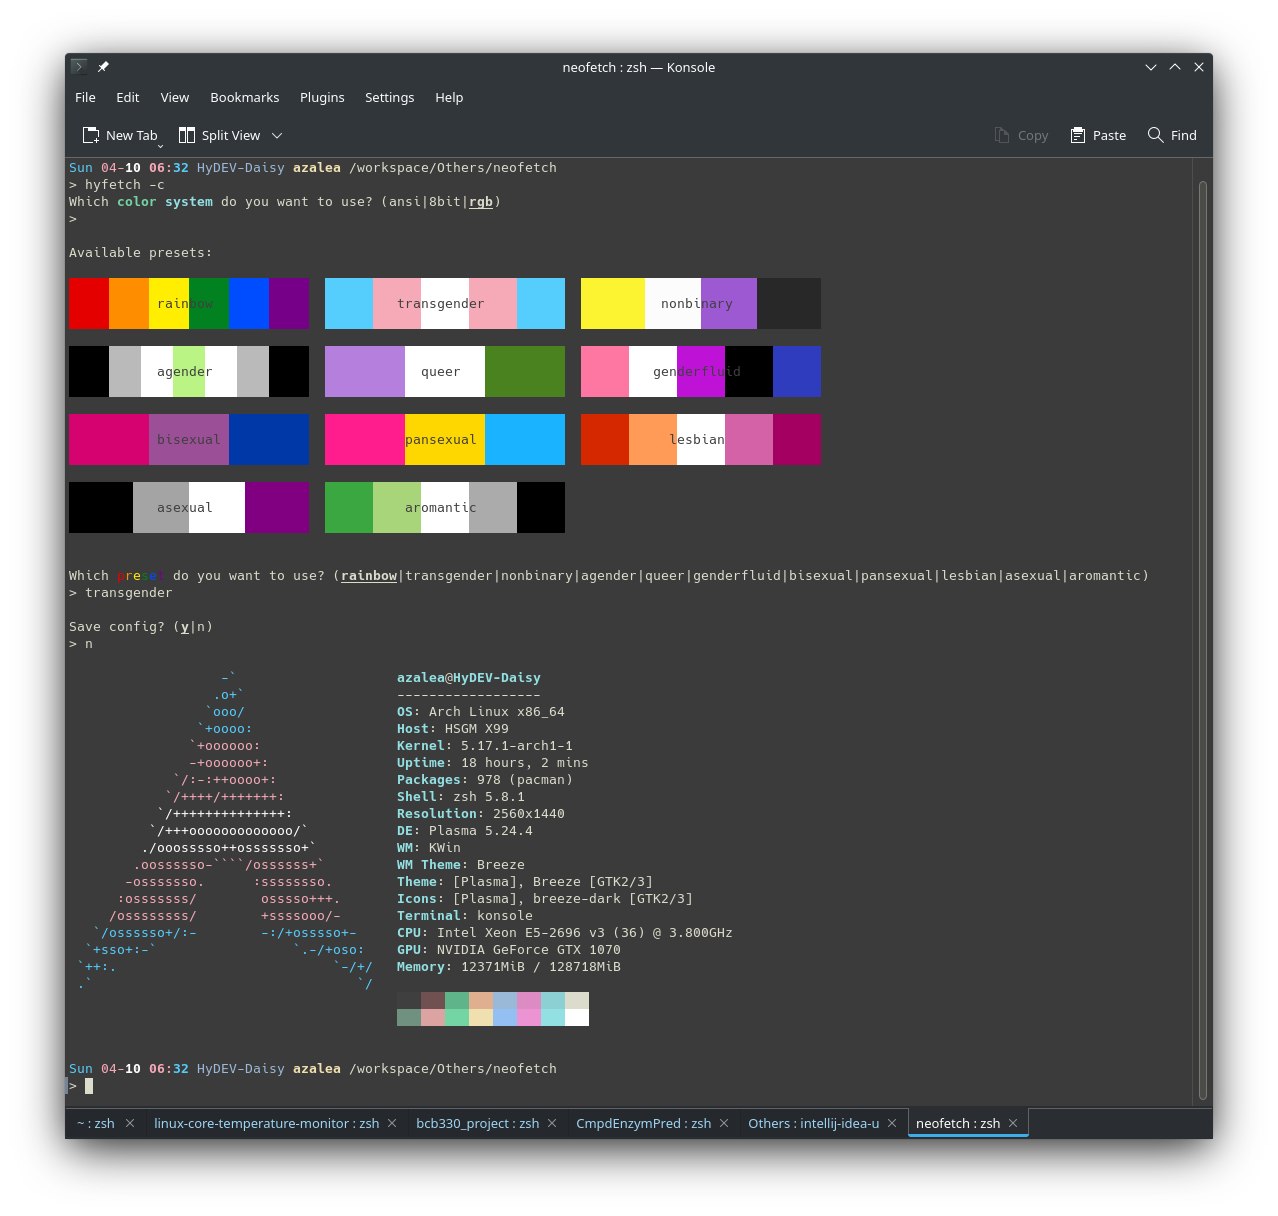 neofetch : zsh — Konsole
File Edit View Bookmarks Plugins Settings Help
New Tab Split View Copy Paste Find
Sun 04-10 06:32 HyDEV-Daisy azalea /workspace/Others/neofetch
> hyfetch -c
Which color system do you want to use? (ansi|8bit|rgb)
>
Available presets:
rainbow transgender nonbinary
agender queer genderfluid
bisexual pansexual lesbian
asexual aromantic
Which preset do you want to use? (rainbow|transgender|nonbinary|agender|queer|genderfluid|bisexual|pansexual|lesbian|asexual|aromantic)
> transgender
Save config? (y|n)
> n
                   -`                    azalea@HyDEV-Daisy
                  .o+`                   ------------------
                 `ooo/                   OS: Arch Linux x86_64
                `+oooo:                  Host: HSGM X99
               `+oooooo:                 Kernel: 5.17.1-arch1-1
               -+oooooo+:                Uptime: 18 hours, 2 mins
             `/:-:++oooo+:               Packages: 978 (pacman)
            `/++++/+++++++:              Shell: zsh 5.8.1
           `/++++++++++++++:             Resolution: 2560x1440
          `/+++ooooooooooooo/`           DE: Plasma 5.24.4
         ./ooosssso++osssssso+`          WM: KWin
        .oossssso-````/ossssss+`         WM Theme: Breeze
       -osssssso.      :ssssssso.        Theme: [Plasma], Breeze [GTK2/3]
      :osssssss/        osssso+++.       Icons: [Plasma], breeze-dark [GTK2/3]
     /ossssssss/        +ssssooo/-       Terminal: konsole
   `/ossssso+/:-        -:/+osssso+-     CPU: Intel Xeon E5-2696 v3 (36) @ 3.800GHz
  `+sso+:-`                 `.-/+oso:    GPU: NVIDIA GeForce GTX 1070
 `++:.                           `-/+/   Memory: 12371MiB / 128718MiB
 .`                                 `/
Sun 04-10 06:32 HyDEV-Daisy azalea /workspace/Others/neofetch
>
~ : zsh linux-core-temperature-monitor : zsh bcb330_project : zsh CmpdEnzymPred : zsh Others : intellij-idea-u neofetch : zsh